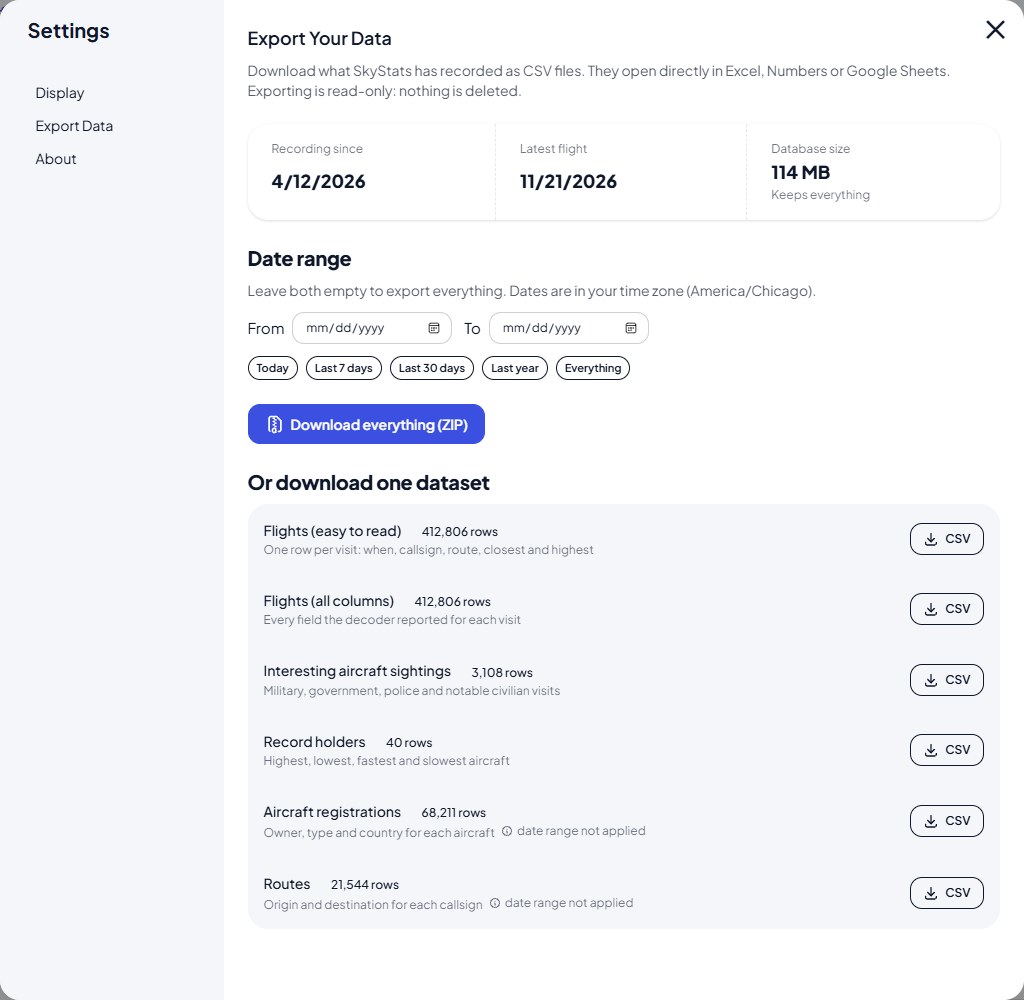 Settings
Display
Export Data
About
Export Your Data
Download what SkyStats has recorded as CSV files. They open directly in Excel, Numbers or Google Sheets.
Exporting is read-only: nothing is deleted.
Recording since
4/12/2026
Latest flight
11/21/2026
Database size
114 MB
Keeps everything
Date range
Leave both empty to export everything. Dates are in your time zone (America/Chicago).
From mm/dd/yyyy To mm/dd/yyyy
Today Last 7 days Last 30 days Last year Everything
Download everything (ZIP)
Or download one dataset
Flights (easy to read) 412,806 rows
One row per visit: when, callsign, route, closest and highest
CSV
Flights (all columns) 412,806 rows
Every field the decoder reported for each visit
CSV
Interesting aircraft sightings 3,108 rows
Military, government, police and notable civilian visits
CSV
Record holders 40 rows
Highest, lowest, fastest and slowest aircraft
CSV
Aircraft registrations 68,211 rows
Owner, type and country for each aircraft date range not applied
CSV
Routes 21,544 rows
Origin and destination for each callsign date range not applied
CSV